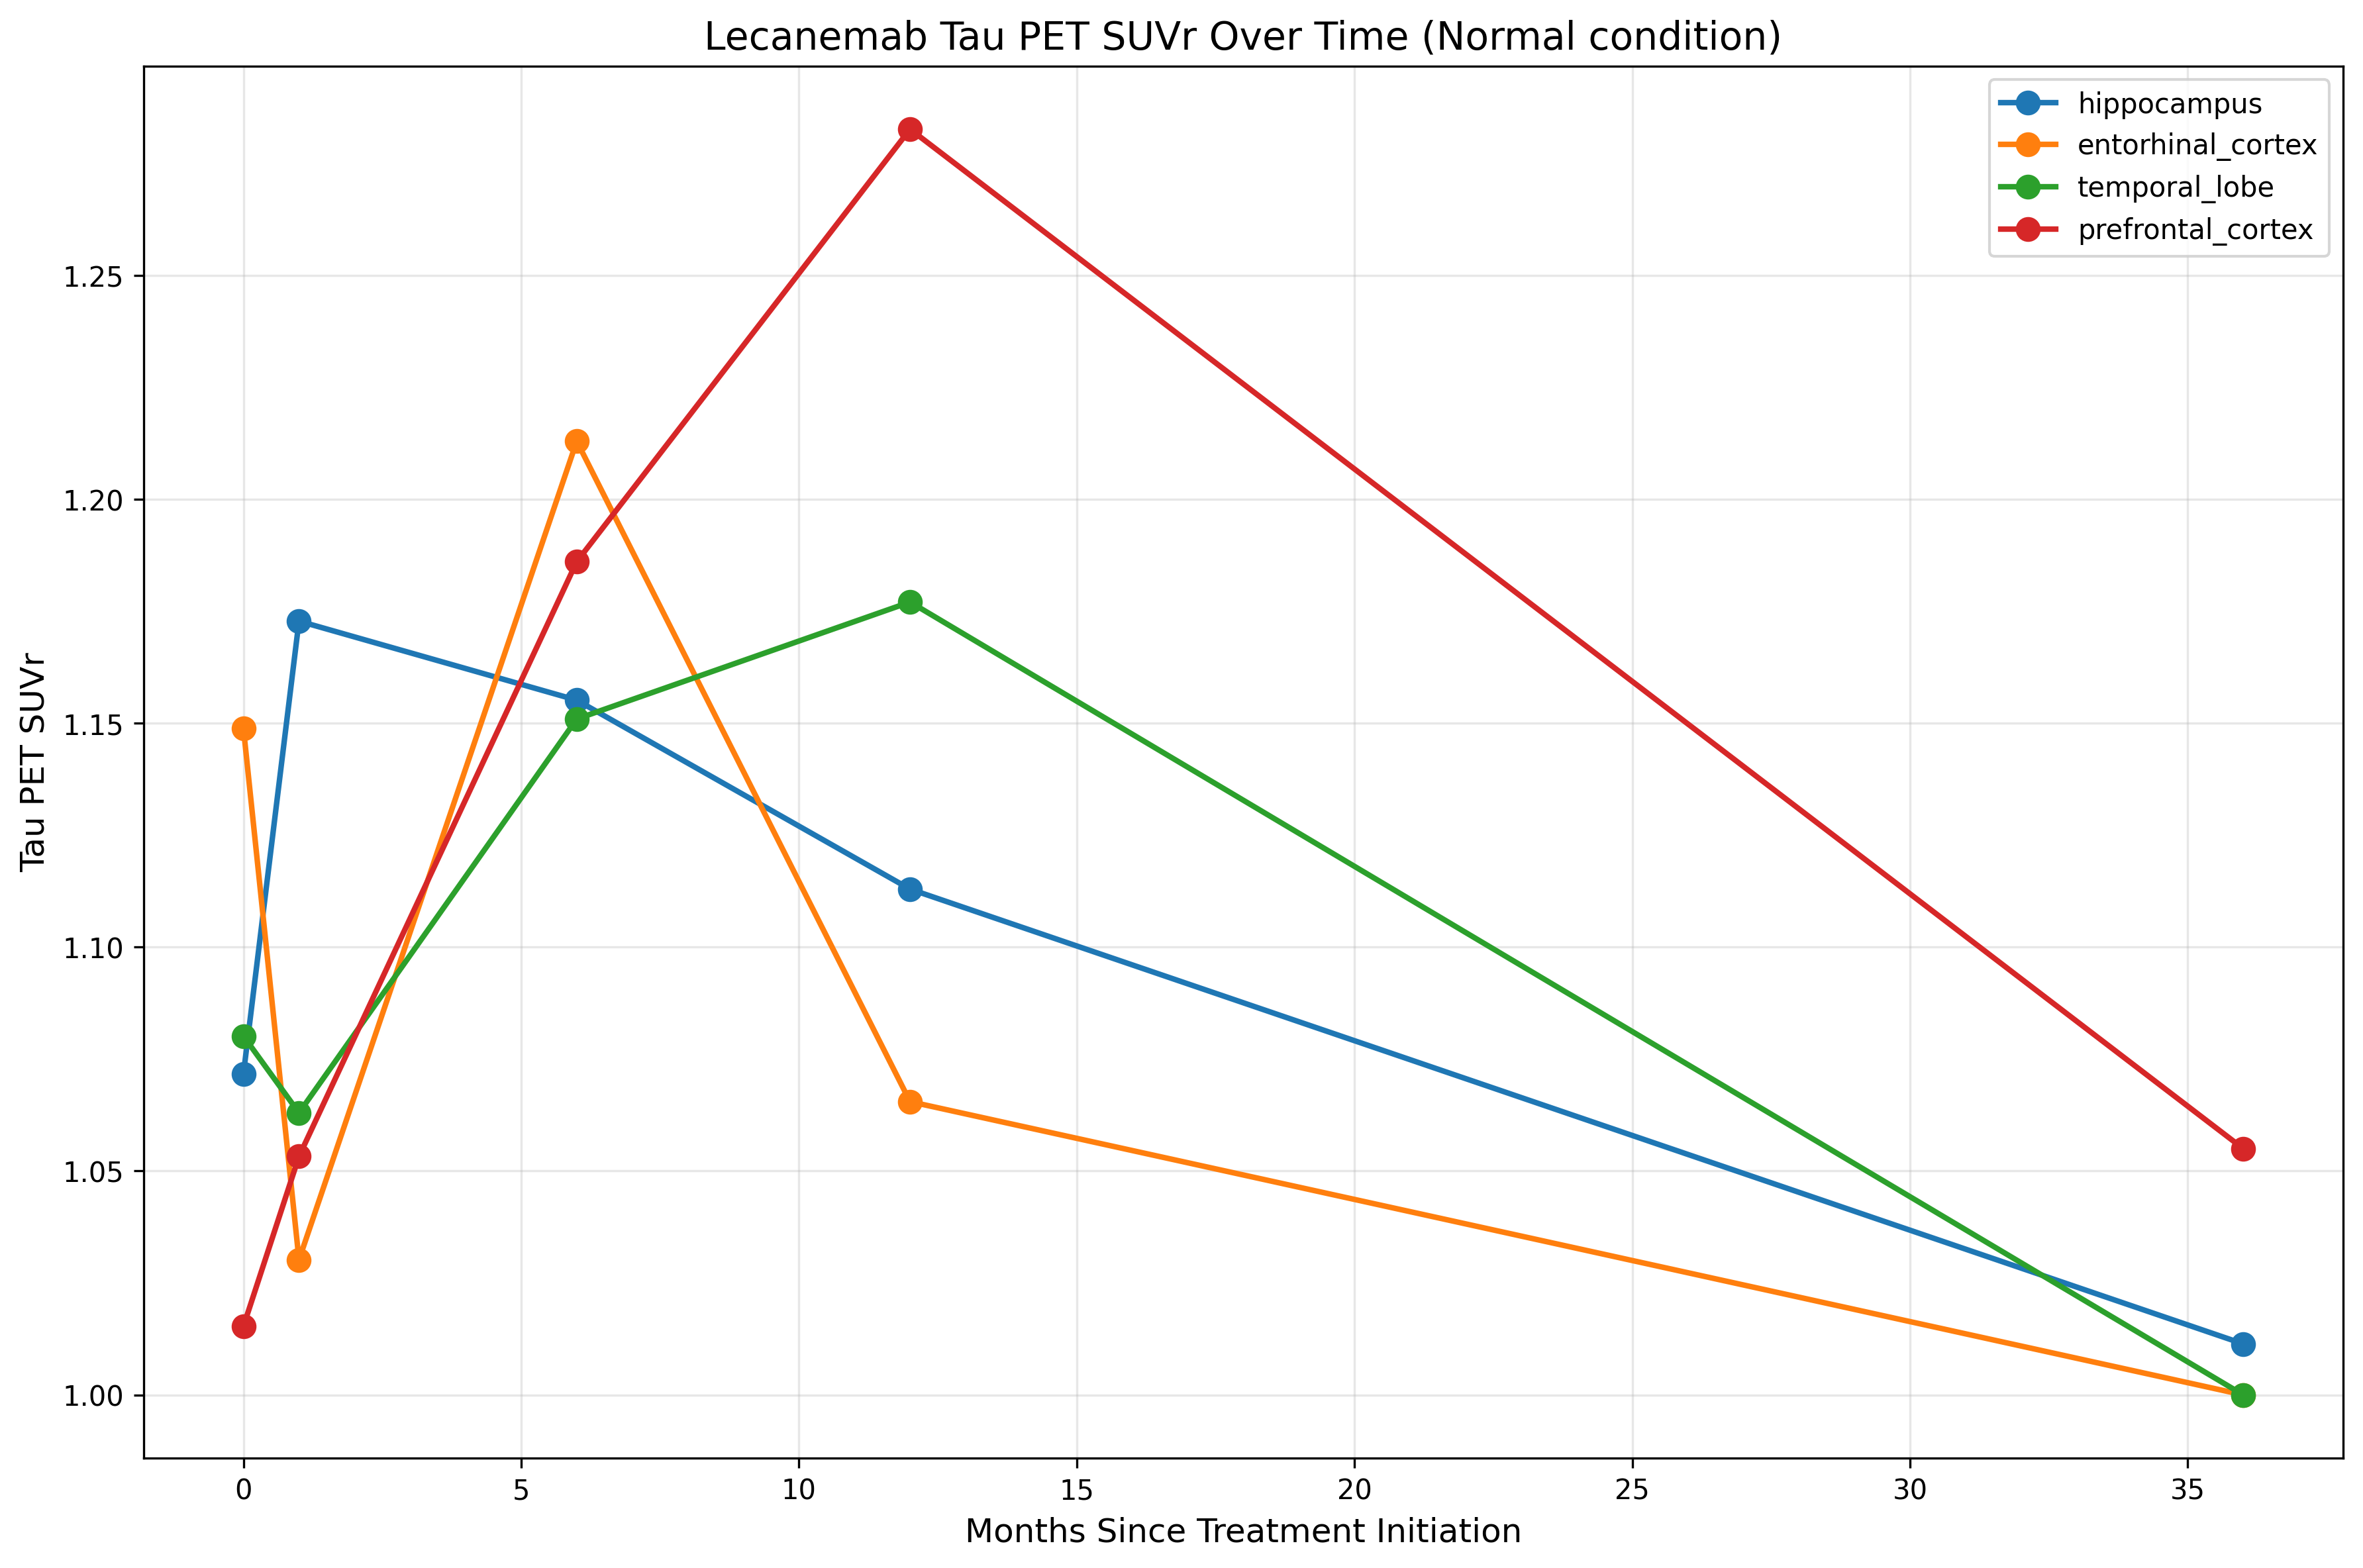 Lecanemab Tau PET SUVr Over Time (Normal condition)
hippocampus
entorhinal_cortex
temporal_lobe
prefrontal_cortex
Tau PET SUVr
1.25
1.20
1.15
1.10
1.05
1.00
0 5 10 15 20 25 30 35
Months Since Treatment Initiation